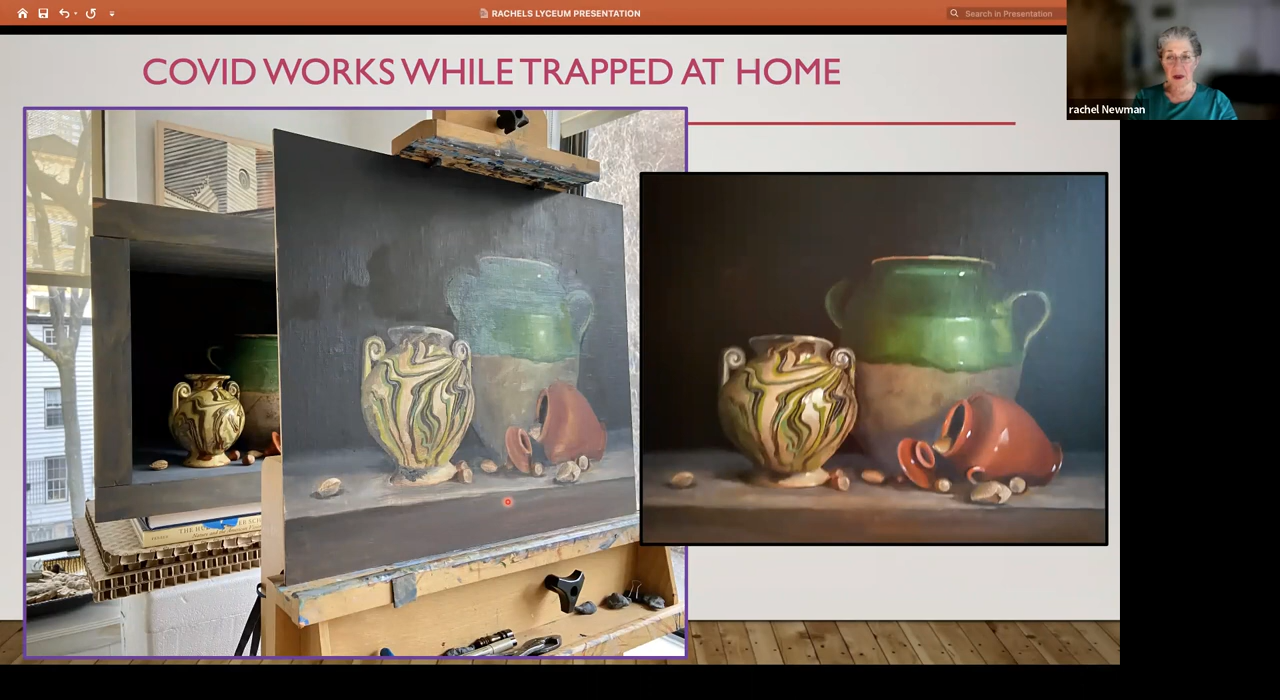 RACHELS LYCEUM PRESENTATION
Search in Presentation
rachel Newman
COVID WORKS WHILE TRAPPED AT HOME